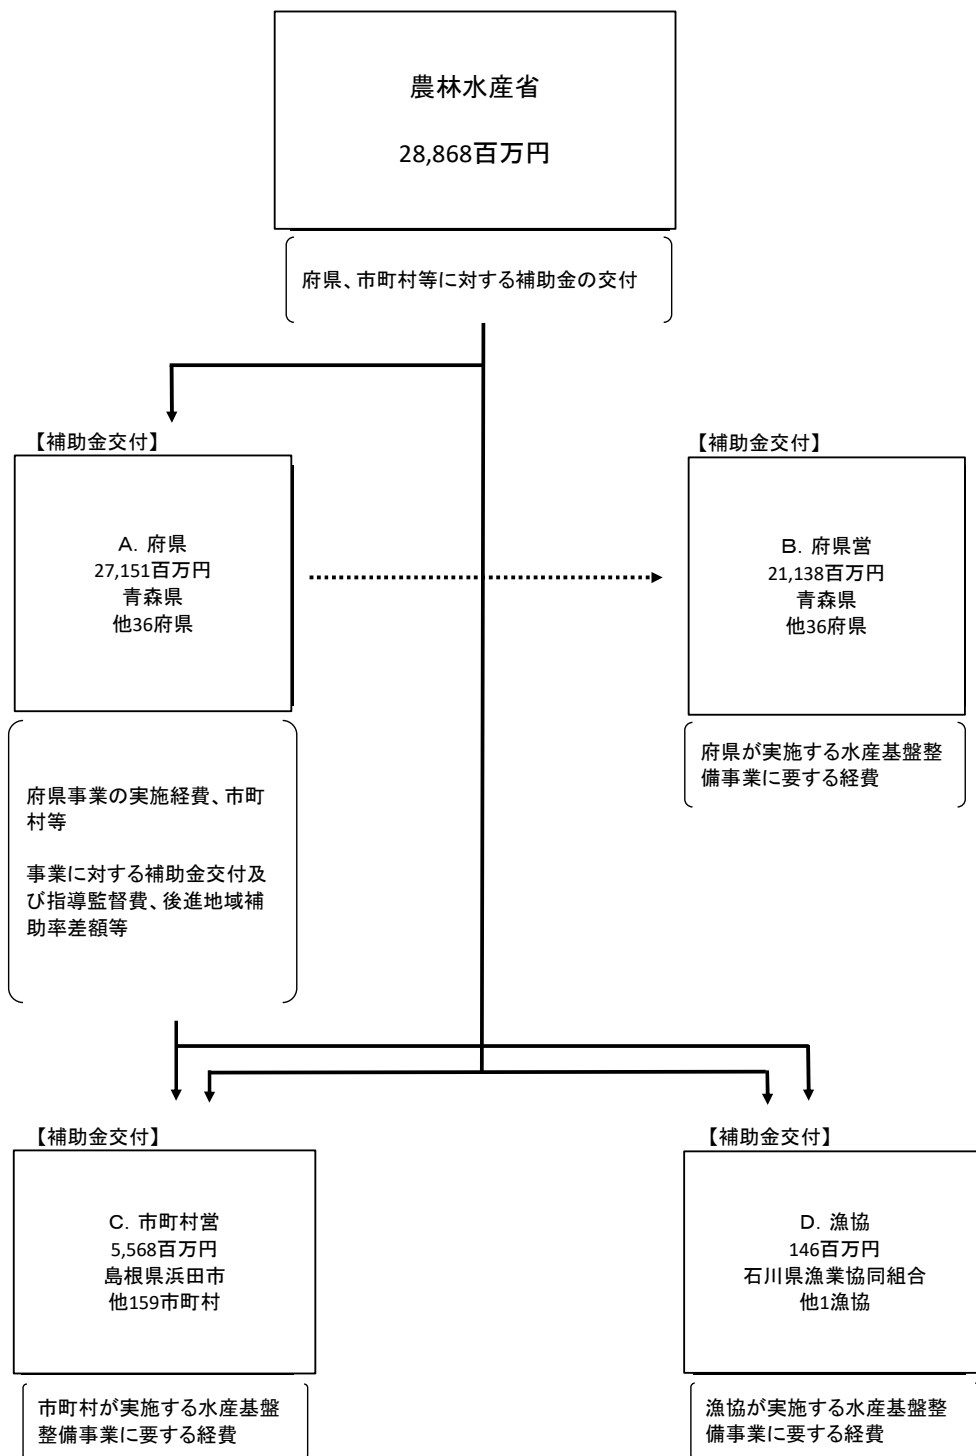 農林水産省
28,868百万円
府県、市町村等に対する補助金の交付
【補助金交付】
A．府県
27,151百万円
青森県
他36府県
府県事業の実施経費、市町
村等
事業に対する補助金交付及
び指導監督費、後進地域補
助率差額等
【補助金交付】
B．府県営
21,138百万円
青森県
他36府県
府県が実施する水産基盤整
備事業に要する経費
【補助金交付】
C．市町村営
5,568百万円
島根県浜田市
他159市町村
市町村が実施する水産基盤
整備事業に要する経費
【補助金交付】
D．漁協
146百万円
石川県漁業協同組合
他1漁協
漁協が実施する水産基盤整
備事業に要する経費